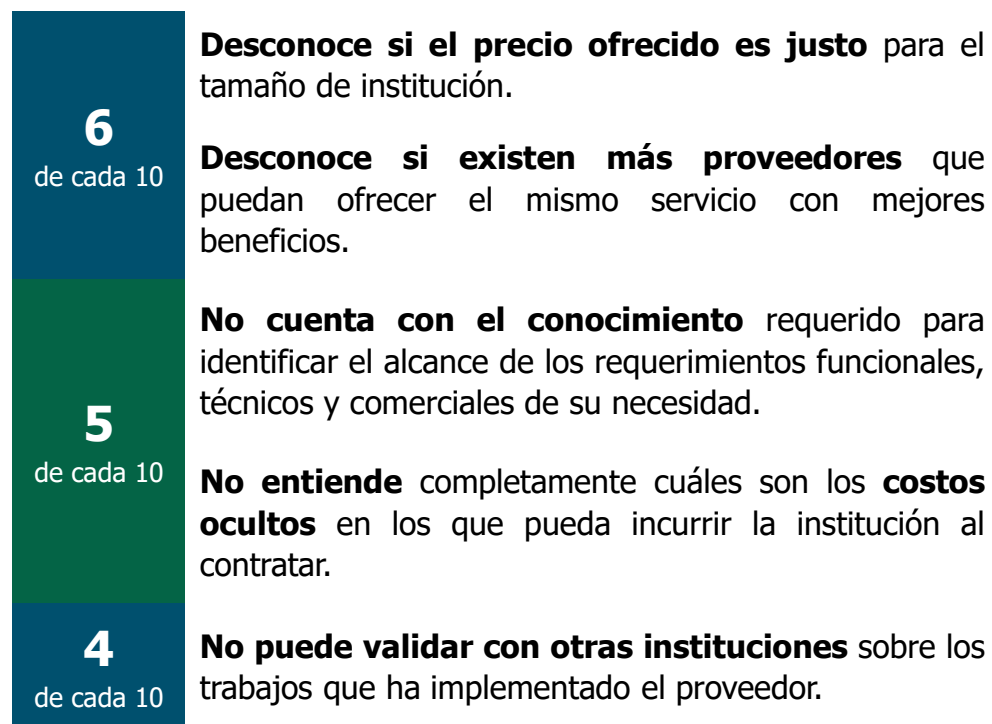 6
de cada 10
Desconoce si el precio ofrecido es justo para el
tamaño de institución.
Desconoce si existen más proveedores que
puedan ofrecer el mismo servicio con mejores
beneficios.
5
de cada 10
No cuenta con el conocimiento requerido para
identificar el alcance de los requerimientos funcionales,
técnicos y comerciales de su necesidad.
No entiende completamente cuáles son los costos
ocultos en los que pueda incurrir la institución al
contratar.
4
de cada 10
No puede validar con otras instituciones sobre los
trabajos que ha implementado el proveedor.